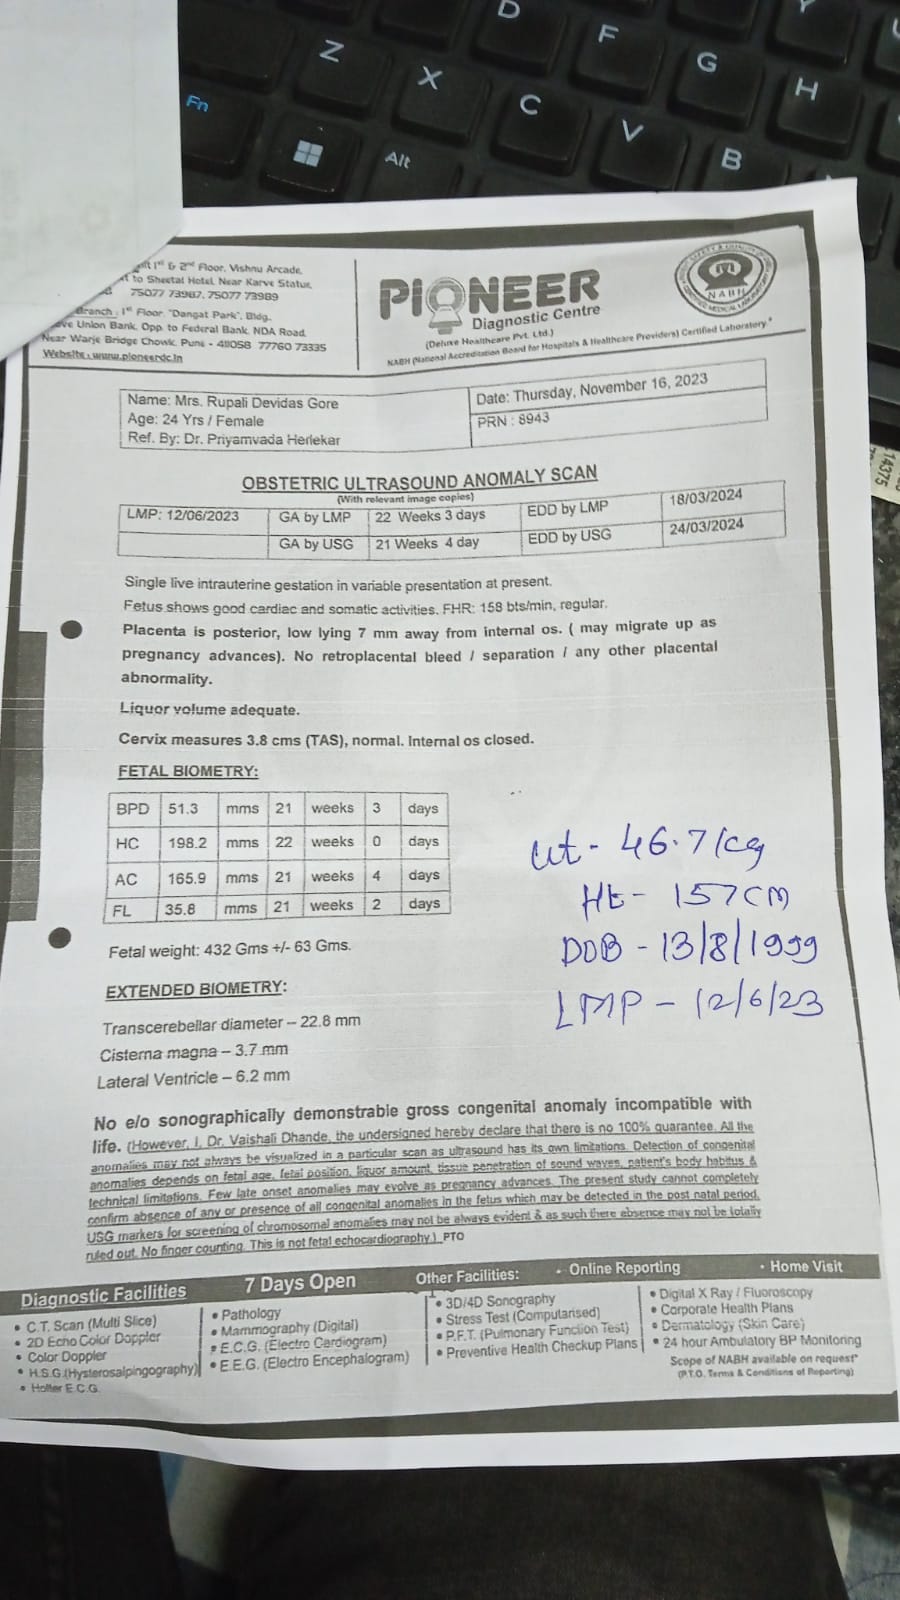 D
Z
F
X
G
Fn
C
H
V
Alt
B
14375
1st & 2nd Floor, Vishnu Arcade,
to Sheetal Hotel, Near Karve Statue,
75077 73987, 75077 73989
Branch : 1st Floor, "Dangat Park", Bldg.
Union Bank, Opp. to Federal Bank, NDA Road,
Near Warje Bridge Chowk, Pune - 411058 77760 73335
Website : www.pioneerdc.in
PIONEER
Diagnostic Centre
(Deluxe Healthcare Pvt. Ltd.)
NABH (National Accreditation Board for Hospitals & Healthcare Providers) Certified Laboratory*
NABH
Name: Mrs. Rupali Devidas Gore
Age: 24 Yrs / Female
Ref. By: Dr. Priyamvada Herlekar
Date: Thursday, November 16, 2023
PRN : 8943
OBSTETRIC ULTRASOUND ANOMALY SCAN
(With relevant image copies)
LMP: 12/06/2023 GA by LMP 22 Weeks 3 days EDD by LMP 18/03/2024
GA by USG 21 Weeks 4 day EDD by USG 24/03/2024
Single live intrauterine gestation in variable presentation at present.
Fetus shows good cardiac and somatic activities. FHR: 158 bts/min, regular.
Placenta is posterior, low lying 7 mm away from internal os. ( may migrate up as
pregnancy advances). No retroplacental bleed / separation / any other placental
abnormality.
Liquor volume adequate.
Cervix measures 3.8 cms (TAS), normal. Internal os closed.
FETAL BIOMETRY:
BPD 51.3 mms 21 weeks 3 days
HC 198.2 mms 22 weeks 0 days
AC 165.9 mms 21 weeks 4 days
FL 35.8 mms 21 weeks 2 days
wt - 46.7 kg
Ht - 157 CM
DOB - 13/8/1999
LMP - 12/6/23
Fetal weight: 432 Gms +/- 63 Gms.
EXTENDED BIOMETRY:
Transcerebellar diameter – 22.8 mm
Cisterna magna – 3.7 mm
Lateral Ventricle – 6.2 mm
No e/o sonographically demonstrable gross congenital anomaly incompatible with
life. (However, I, Dr. Vaishali Dhande, the undersigned hereby declare that there is no 100% guarantee. All the
anomalies may not always be visualized in a particular scan as ultrasound has its own limitations. Detection of congenital
anomalies depends on fetal age, fetal position, liquor amount, tissue penetration of sound waves, patient's body habitus &
technical limitations. Few late onset anomalies may evolve as pregnancy advances. The present study cannot completely
confirm absence of any or presence of all congenital anomalies in the fetus which may be detected in the post natal period.
USG markers for screening of chromosomal anomalies may not be always evident & as such there absence may not be totally
ruled out. No finger counting. This is not fetal echocardiography.) PTO
Diagnostic Facilities
• C.T. Scan (Multi Slice)
• 2D Echo Color Doppler
• Color Doppler
• H.S.G.(Hysterosalpingography)
• Holter E.C.G.
7 Days Open
• Pathology
• Mammography (Digital)
• E.C.G. (Electro Cardiogram)
• E.E.G. (Electro Encephalogram)
Other Facilities:
• Online Reporting
• Home Visit
• 3D/4D Sonography
• Stress Test (Computarised)
• P.F.T. (Pulmonary Function Test)
• Preventive Health Checkup Plans
• Digital X Ray / Fluoroscopy
• Corporate Health Plans
• Dermatology (Skin Care)
• 24 hour Ambulatory BP Monitoring
Scope of NABH available on request*
(P.T.O. Terms & Conditions of Reporting)